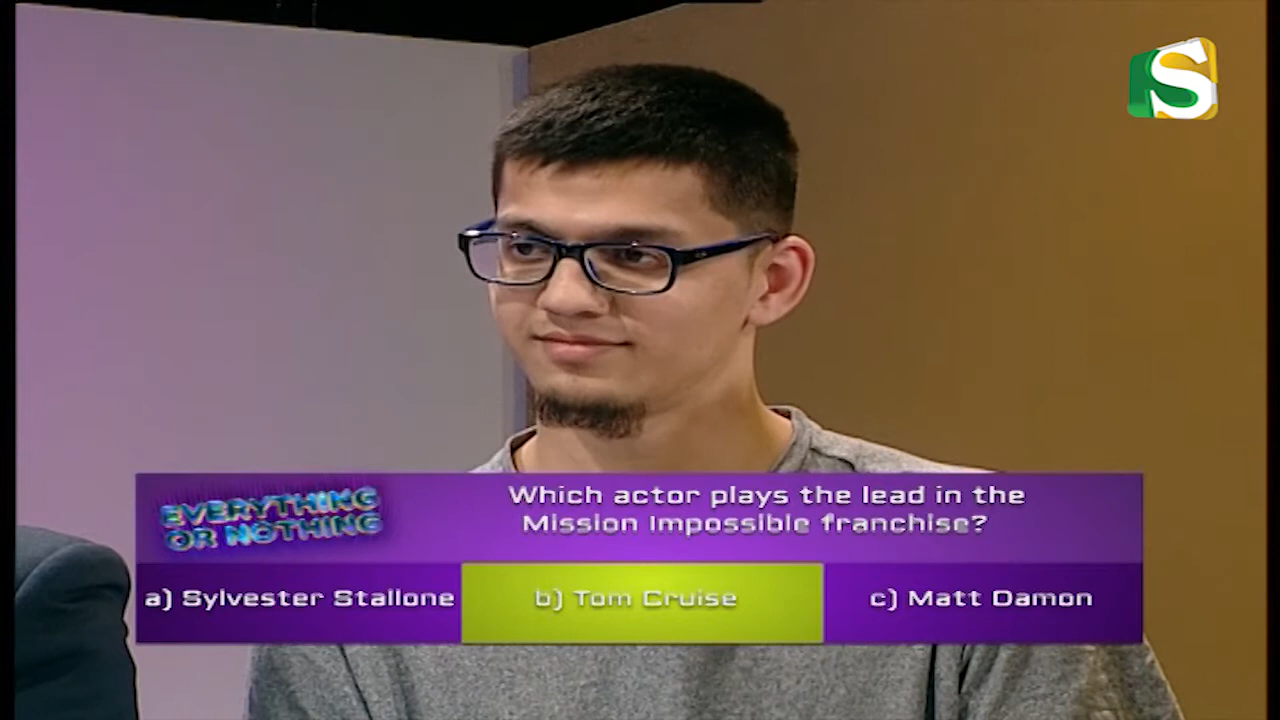 S
EVERYTHING
OR NOTHING
Which actor plays the lead in the
Mission Impossible franchise?
a) Sylvester Stallone
b) Tom Cruise
c) Matt Damon